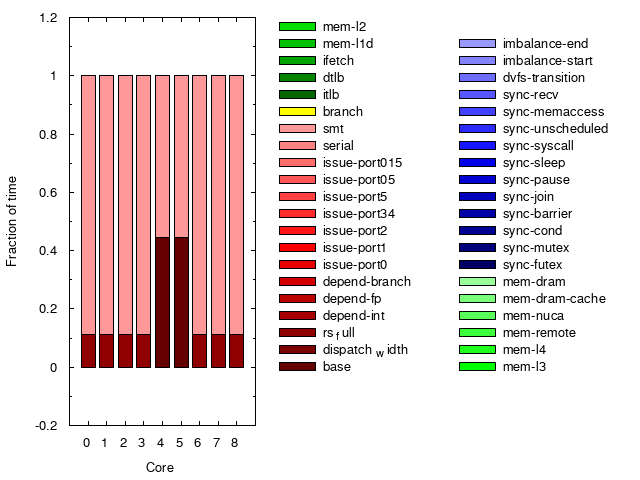 1.2
1
0.8
0.6
0.4
0.2
0
-0.2
Fraction of time
0 1 2 3 4 5 6 7 8
Core
mem-l2
mem-l1d
ifetch
dtlb
itlb
branch
smt
serial
issue-port015
issue-port05
issue-port5
issue-port34
issue-port2
issue-port1
issue-port0
depend-branch
depend-fp
depend-int
rs f ull
dispatch w idth
base
imbalance-end
imbalance-start
dvfs-transition
sync-recv
sync-memaccess
sync-unscheduled
sync-syscall
sync-sleep
sync-pause
sync-join
sync-barrier
sync-cond
sync-mutex
sync-futex
mem-dram
mem-dram-cache
mem-nuca
mem-remote
mem-l4
mem-l3